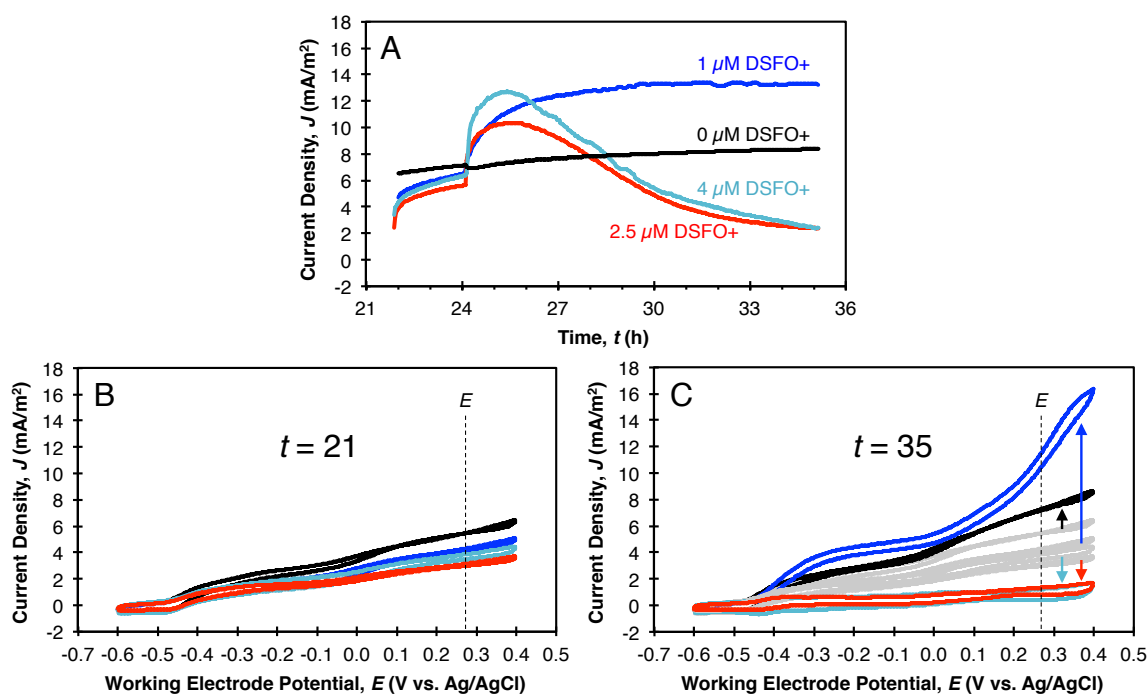 A
18
16
14
12
10
8
6
4
2
0
-2
Current Density, J (mA/m²)
1 µM DSFO+
0 µM DSFO+
4 µM DSFO+
2.5 µM DSFO+
21 24 27 30 33 36
Time, t (h)
B
18
16
14
12
10
8
6
4
2
0
-2
Current Density, J (mA/m²)
E
t = 21
-0.7 -0.6 -0.5 -0.4 -0.3 -0.2 -0.1 0.0 0.1 0.2 0.3 0.4 0.5
Working Electrode Potential, E (V vs. Ag/AgCl)
C
18
16
14
12
10
8
6
4
2
0
-2
Current Density, J (mA/m²)
E
t = 35
-0.7 -0.6 -0.5 -0.4 -0.3 -0.2 -0.1 0.0 0.1 0.2 0.3 0.4 0.5
Working Electrode Potential, E (V vs. Ag/AgCl)